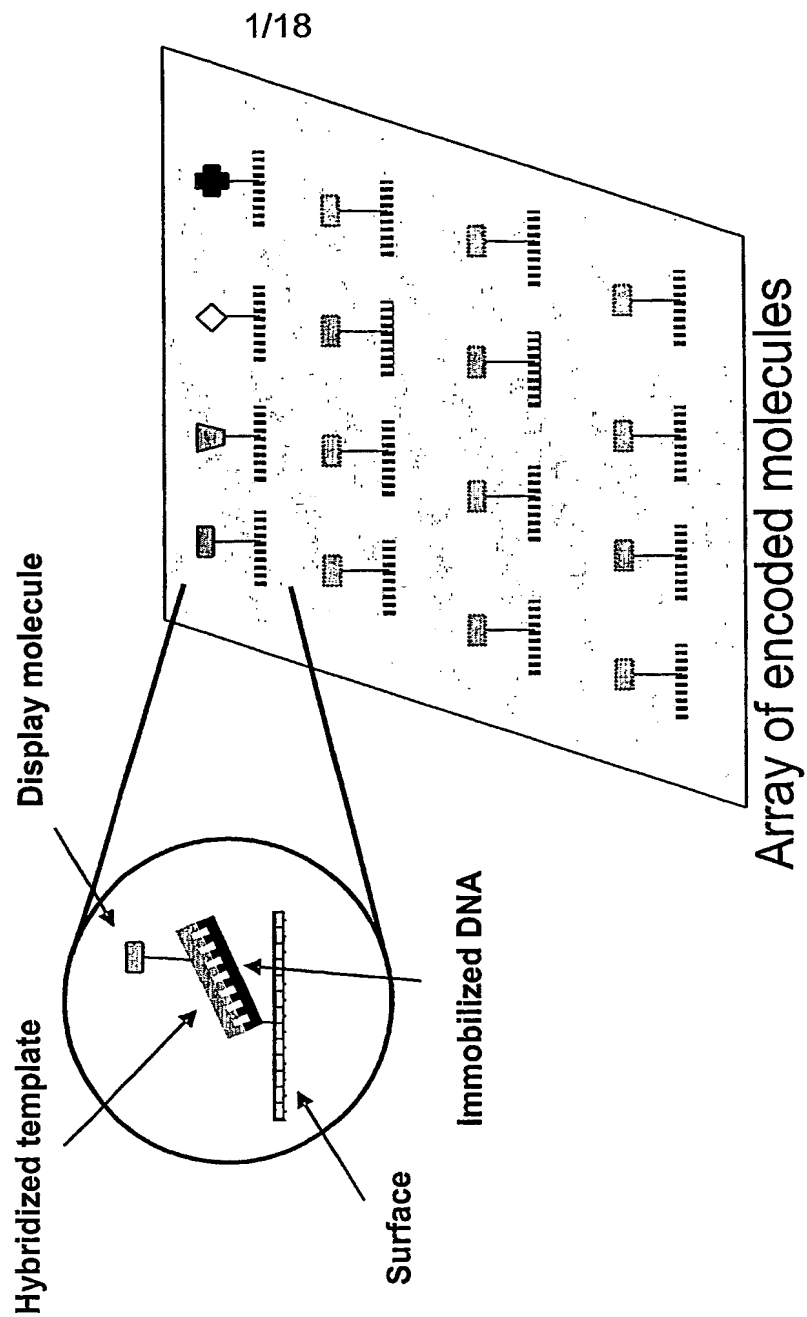 1/18
Display molecule
Hybridized template
Immobilized DNA
Surface
Array of encoded molecules